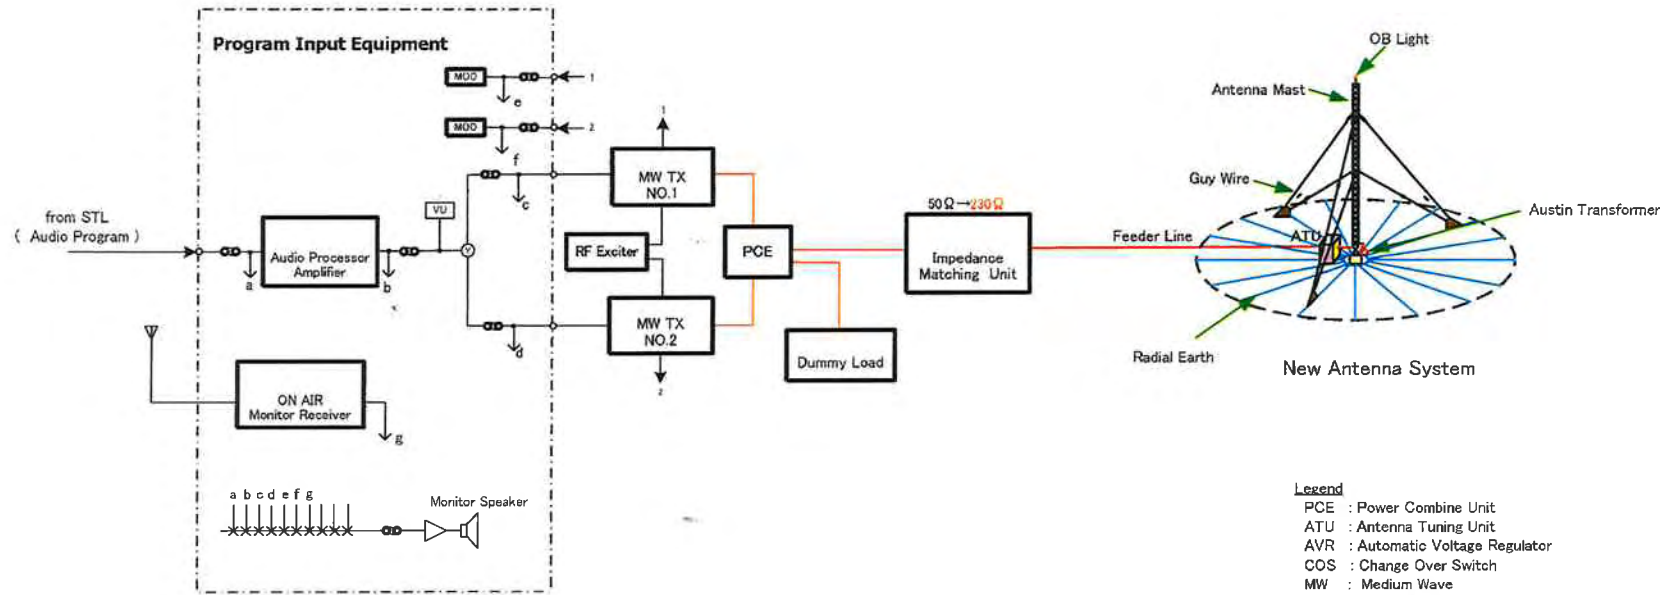 Program Input Equipment
MOD
1
e
MOD
2
f
c
1
MW TX
NO.1
VU
from STL
( Audio Program )
Audio Processor
Amplifier
a
b
Y
RF Exciter
PCE
50Ω→230Ω
Impedance
Matching Unit
Feeder Line
d
MW TX
NO.2
2
Dummy Load
ON AIR
Monitor Receiver
g
a b c d e f g
Monitor Speaker
OB Light
Antenna Mast
Guy Wire
Austin Transformer
ATU
Radial Earth
New Antenna System
Legend
PCE : Power Combine Unit
ATU : Antenna Tuning Unit
AVR : Automatic Voltage Regulator
COS : Change Over Switch
MW : Medium Wave